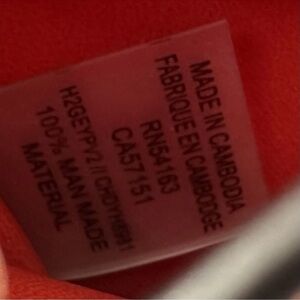 MADE IN CAMBODIA
FABRIQUE EN CAMBODGE
RN54163
CA57151
100% MAN MADE
MATERIAL